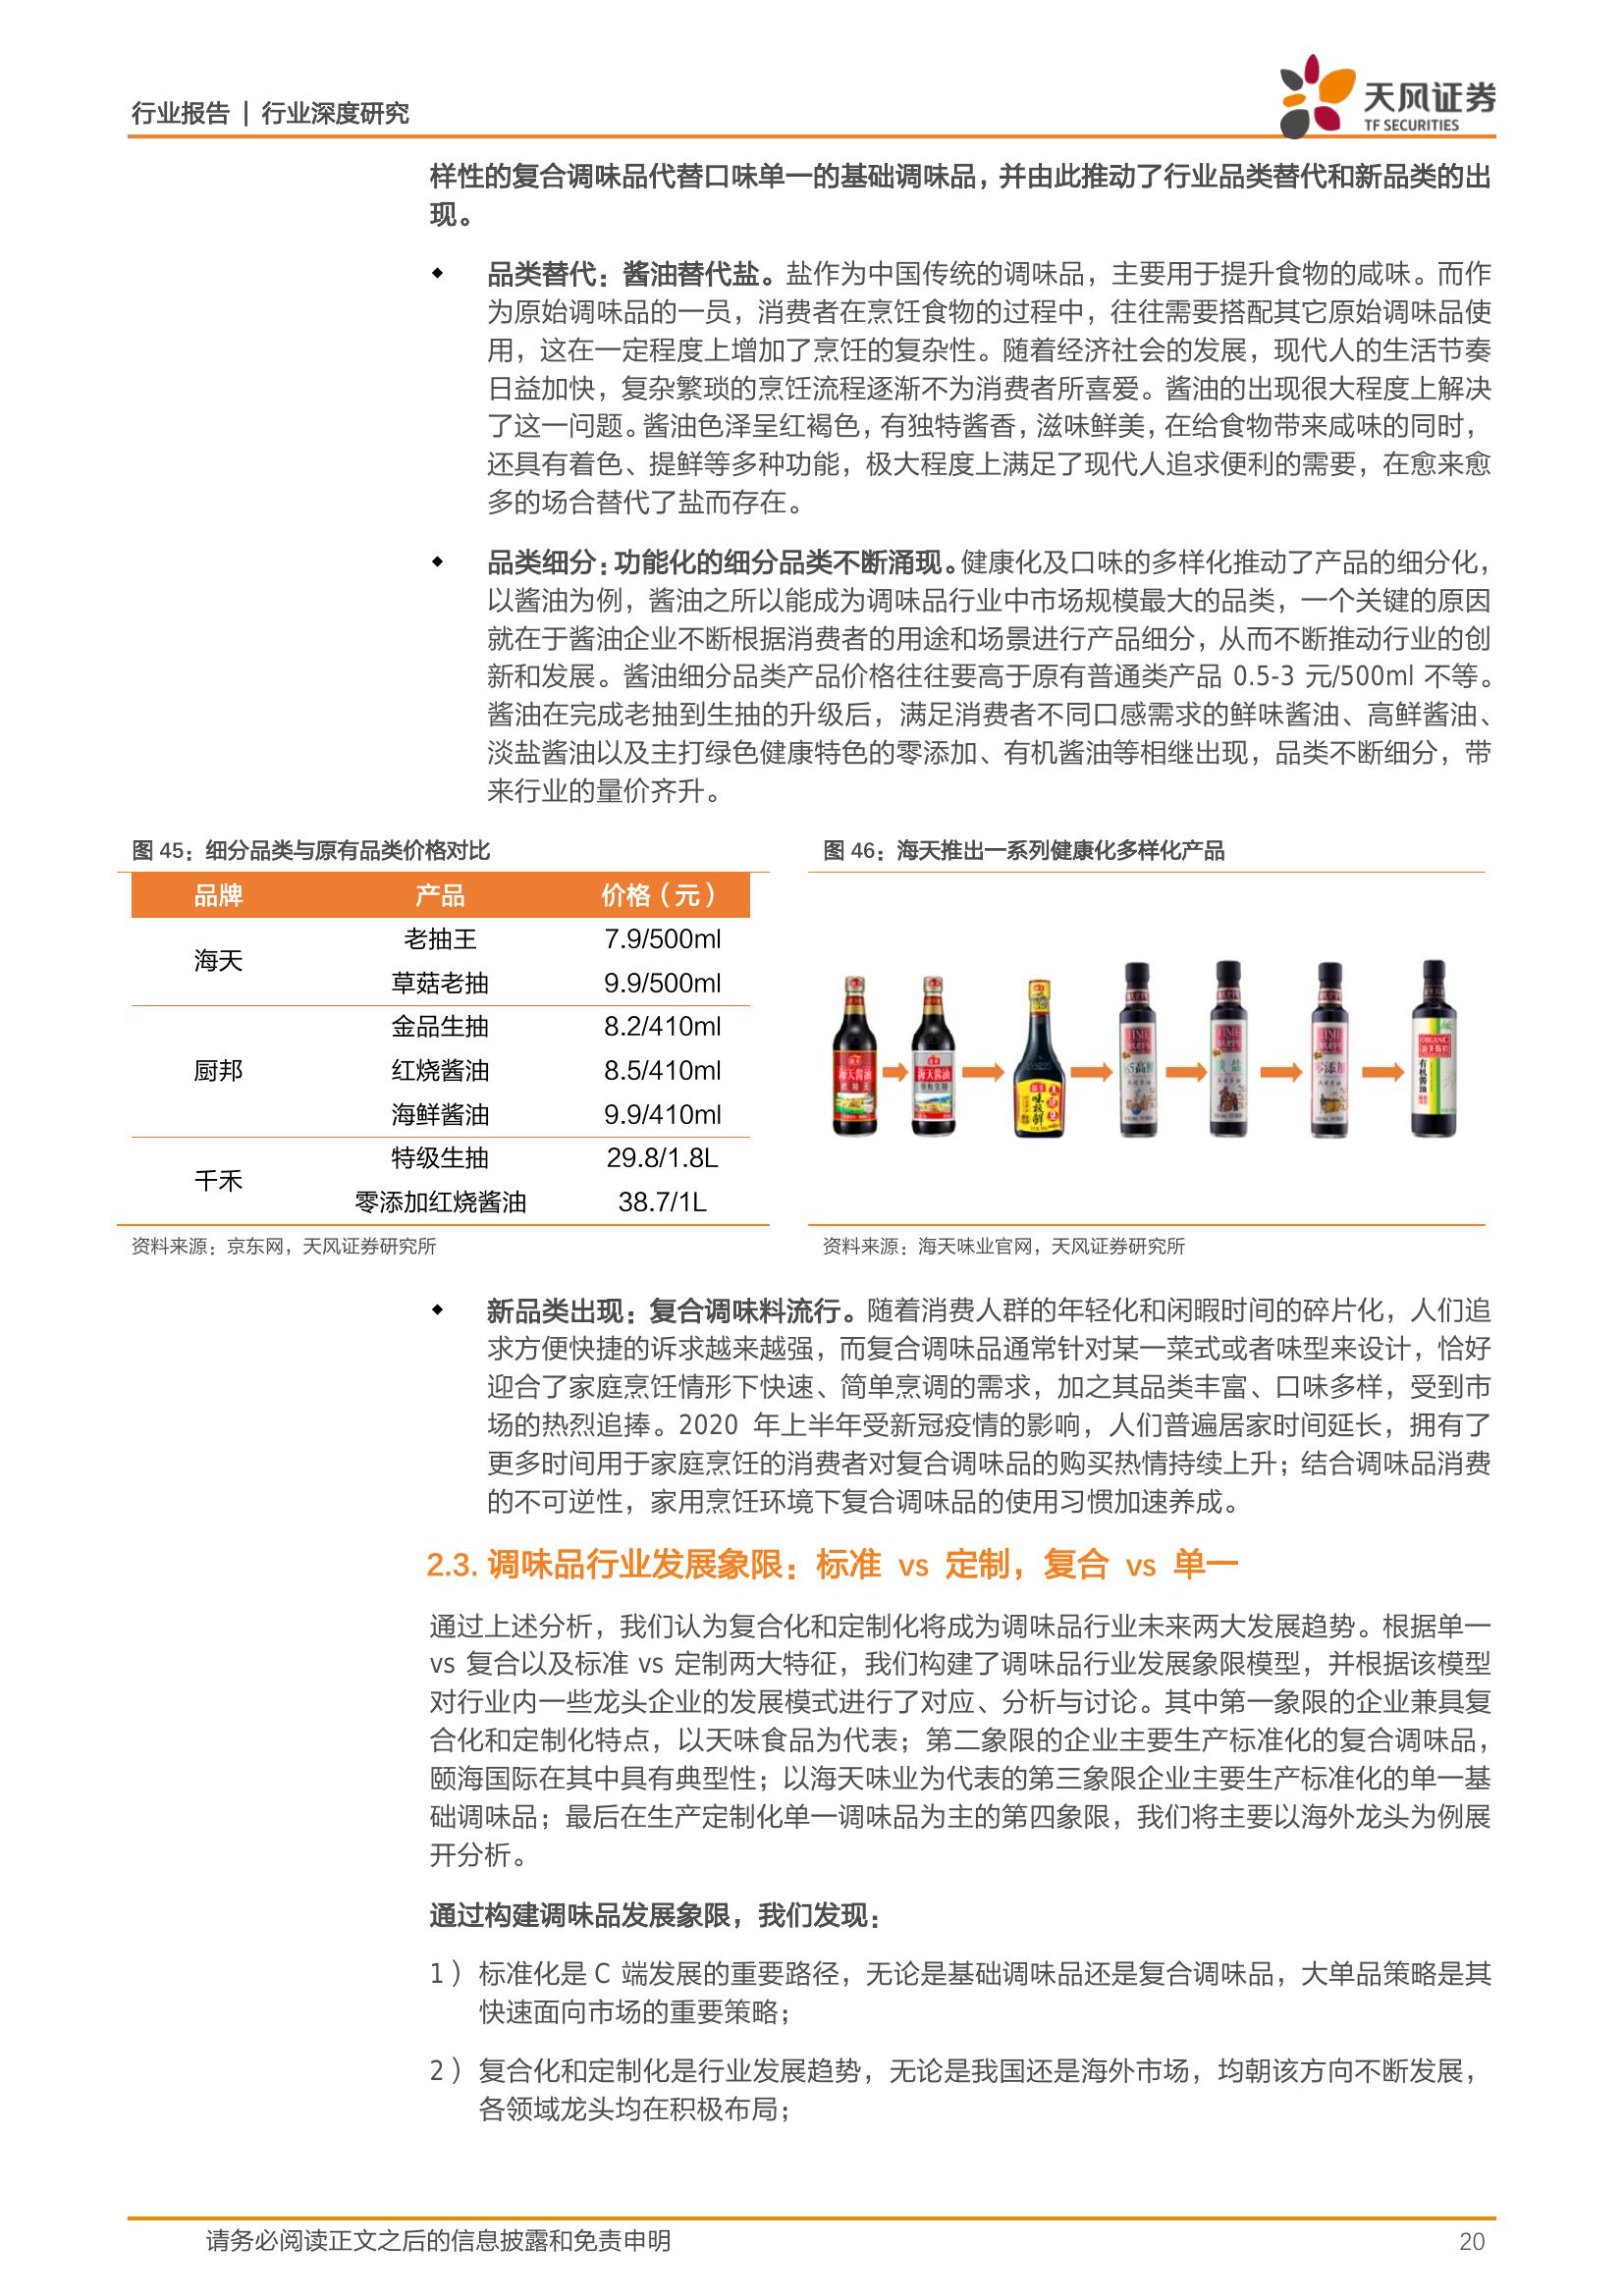 行业报告 | 行业深度研究
天风证券
TF SECURITIES
样性的复合调味品代替口味单一的基础调味品，并由此推动了行业品类替代和新品类的出
现。
◆ 品类替代：酱油替代盐。盐作为中国传统的调味品，主要用于提升食物的咸味。而作
为原始调味品的一员，消费者在烹饪食物的过程中，往往需要搭配其它原始调味品使
用，这在一定程度上增加了烹饪的复杂性。随着经济社会的发展，现代人的生活节奏
日益加快，复杂繁琐的烹饪流程逐渐不为消费者所喜爱。酱油的出现很大程度上解决
了这一问题。酱油色泽呈红褐色，有独特酱香，滋味鲜美，在给食物带来咸味的同时，
还具有着色、提鲜等多种功能，极大程度上满足了现代人追求便利的需要，在愈来愈
多的场合替代了盐而存在。
◆ 品类细分：功能化的细分品类不断涌现。健康化及口味的多样化推动了产品的细分化，
以酱油为例，酱油之所以能成为调味品行业中市场规模最大的品类，一个关键的原因
就在于酱油企业不断根据消费者的用途和场景进行产品细分，从而不断推动行业的创
新和发展。酱油细分品类产品价格往往要高于原有普通类产品 0.5-3 元/500ml 不等。
酱油在完成老抽到生抽的升级后，满足消费者不同口感需求的鲜味酱油、高鲜酱油、
淡盐酱油以及主打绿色健康特色的零添加、有机酱油等相继出现，品类不断细分，带
来行业的量价齐升。
图 45：细分品类与原有品类价格对比
品牌 产品 价格（元）
海天
老抽王 7.9/500ml
草菇老抽 9.9/500ml
厨邦
金品生抽 8.2/410ml
红烧酱油 8.5/410ml
海鲜酱油 9.9/410ml
千禾
特级生抽 29.8/1.8L
零添加红烧酱油 38.7/1L
资料来源：京东网，天风证券研究所
图 46：海天推出一系列健康化多样化产品
海天酱油
海天酱油
味极鲜
零添加
ORGANIC
有机酱油
资料来源：海天味业官网，天风证券研究所
◆ 新品类出现：复合调味料流行。随着消费人群的年轻化和闲暇时间的碎片化，人们追
求方便快捷的诉求越来越强，而复合调味品通常针对某一菜式或者味型来设计，恰好
迎合了家庭烹饪情形下快速、简单烹调的需求，加之其品类丰富、口味多样，受到市
场的热烈追捧。2020 年上半年受新冠疫情的影响，人们普遍居家时间延长，拥有了
更多时间用于家庭烹饪的消费者对复合调味品的购买热情持续上升；结合调味品消费
的不可逆性，家用烹饪环境下复合调味品的使用习惯加速养成。
2.3. 调味品行业发展象限：标准 vs 定制，复合 vs 单一
通过上述分析，我们认为复合化和定制化将成为调味品行业未来两大发展趋势。根据单一
vs 复合以及标准 vs 定制两大特征，我们构建了调味品行业发展象限模型，并根据该模型
对行业内一些龙头企业的发展模式进行了对应、分析与讨论。其中第一象限的企业兼具复
合化和定制化特点，以天味食品为代表；第二象限的企业主要生产标准化的复合调味品，
颐海国际在其中具有典型性；以海天味业为代表的第三象限企业主要生产标准化的单一基
础调味品；最后在生产定制化单一调味品为主的第四象限，我们将主要以海外龙头为例展
开分析。
通过构建调味品发展象限，我们发现：
1） 标准化是 C 端发展的重要路径，无论是基础调味品还是复合调味品，大单品策略是其
快速面向市场的重要策略；
2） 复合化和定制化是行业发展趋势，无论是我国还是海外市场，均朝该方向不断发展，
各领域龙头均在积极布局；
请务必阅读正文之后的信息披露和免责申明
20